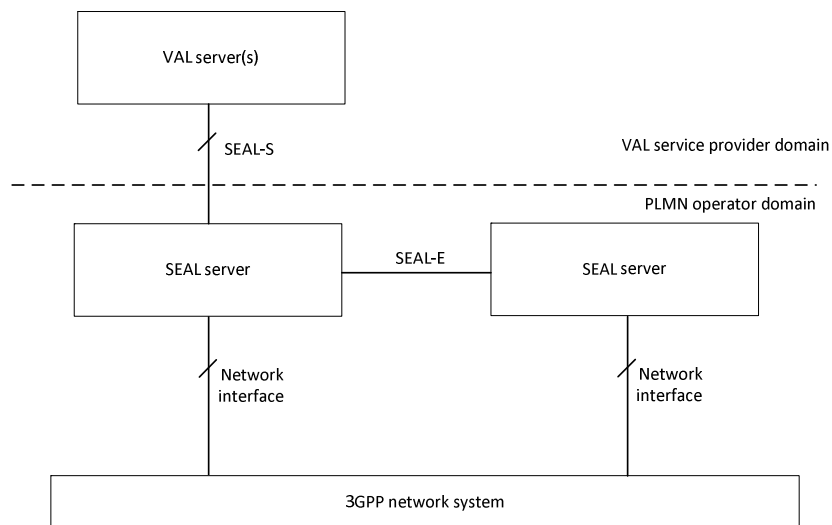 VAL server(s)
SEAL-S
VAL service provider domain
PLMN operator domain
SEAL server
SEAL-E
SEAL server
Network
interface
Network
interface
3GPP network system